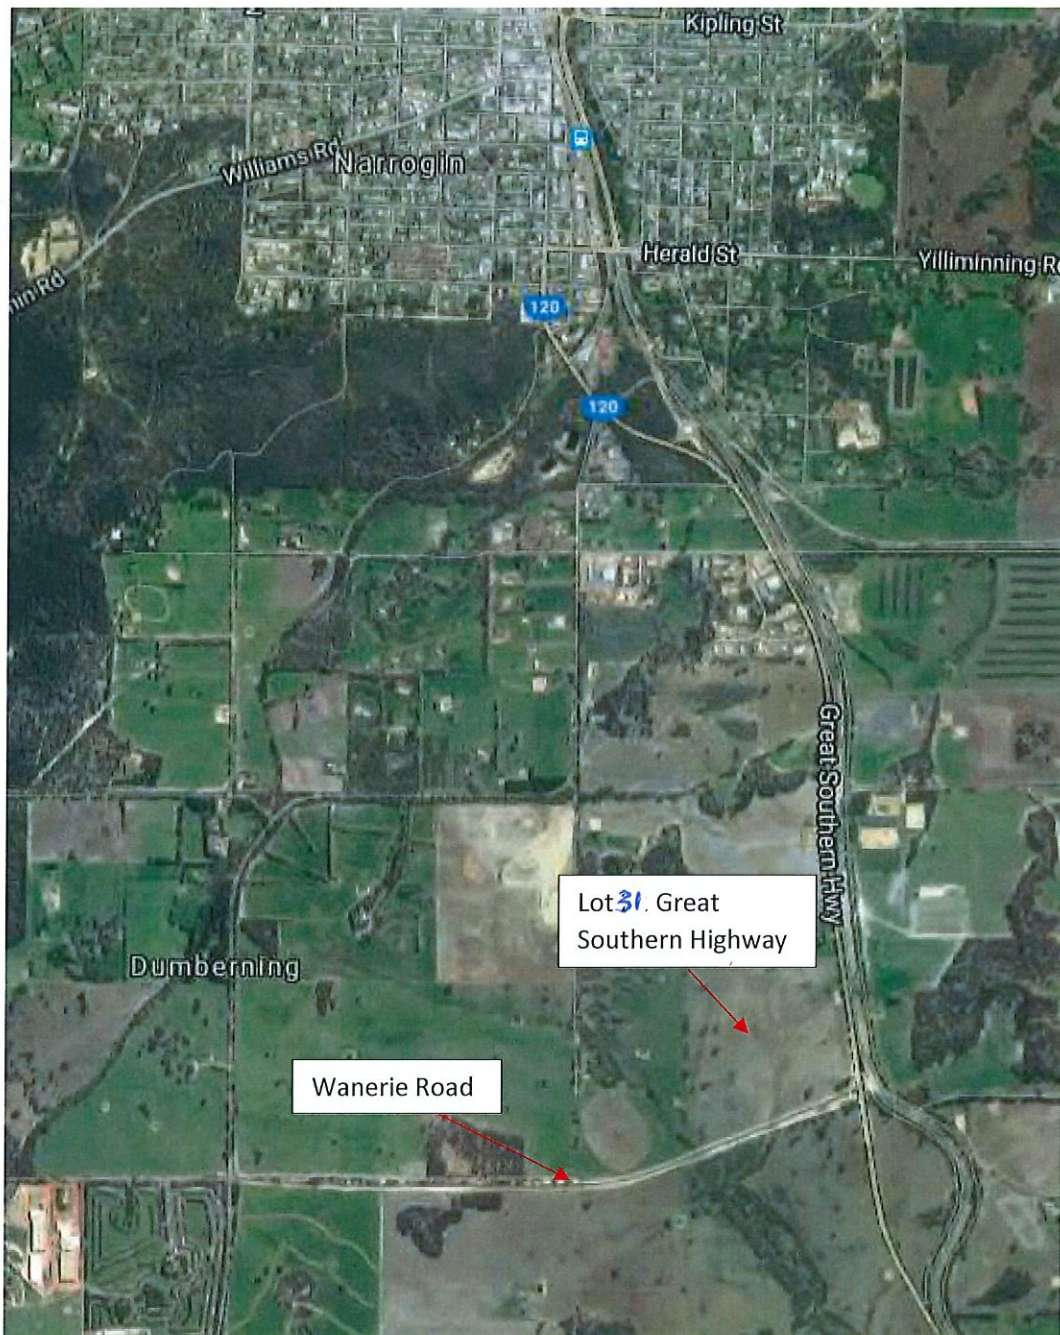 Kipling St
Williams Rd
Narrogin
Herald St
Yilliminning R
120
120
Great Southern Hwy
Lot 31. Great
Southern Highway
Dumberning
Wanerie Road